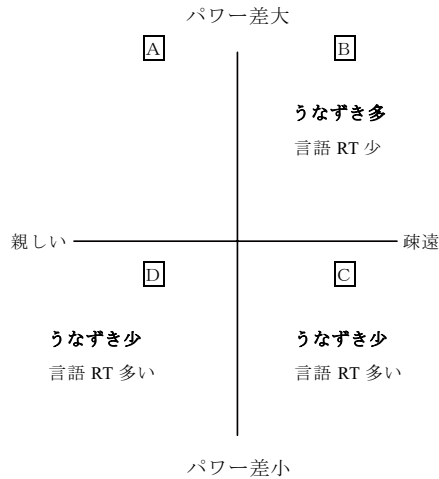 パワー差大
A
B
うなずき多
言語 RT 少
親しい
疎遠
D
C
うなずき少
言語 RT 多い
うなずき少
言語 RT 多い
パワー差小